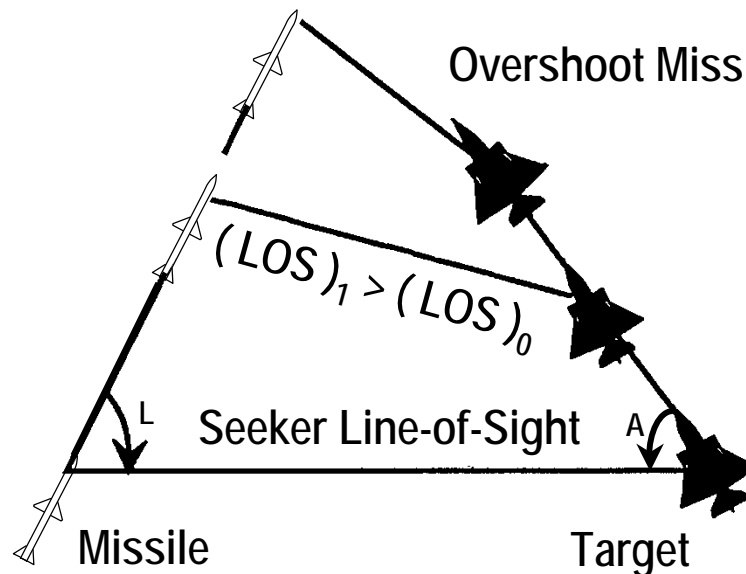 Overshoot Miss
(LOS)₁ > (LOS)₀
L
Seeker Line-of-Sight
A
Missile
Target